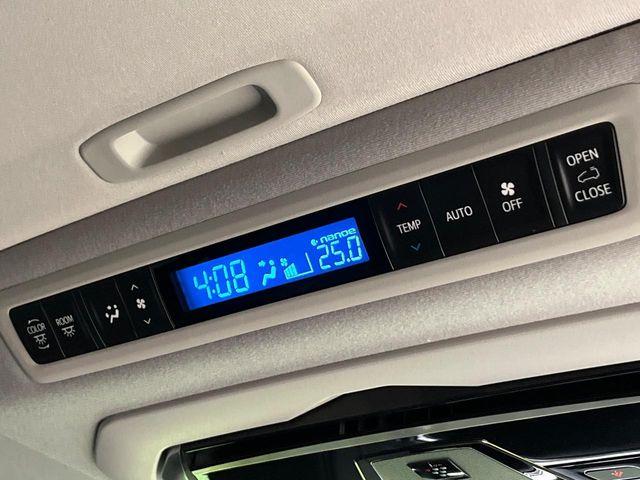 COLOR
ROOM
4:08
nanoe
25.0
TEMP
AUTO
OFF
OPEN
CLOSE